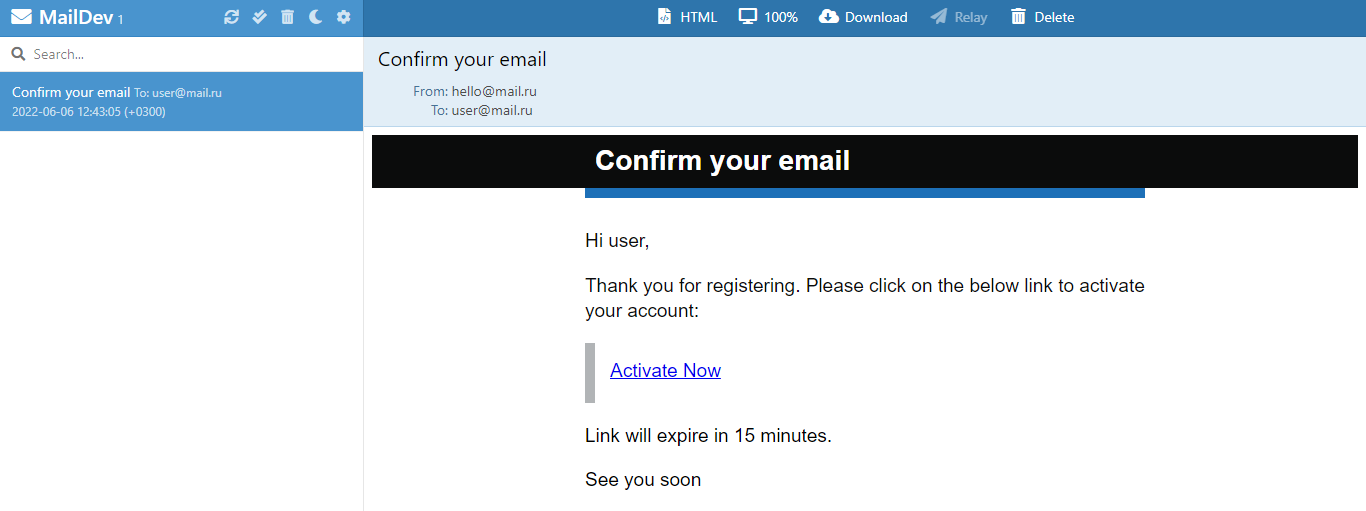 MailDev 1
HTML 100% Download Relay Delete
Search...
Confirm your email To: user@mail.ru
2022-06-06 12:43:05 (+0300)
Confirm your email
From: hello@mail.ru
To: user@mail.ru
Confirm your email
Hi user,
Thank you for registering. Please click on the below link to activate
your account:
Activate Now
Link will expire in 15 minutes.
See you soon